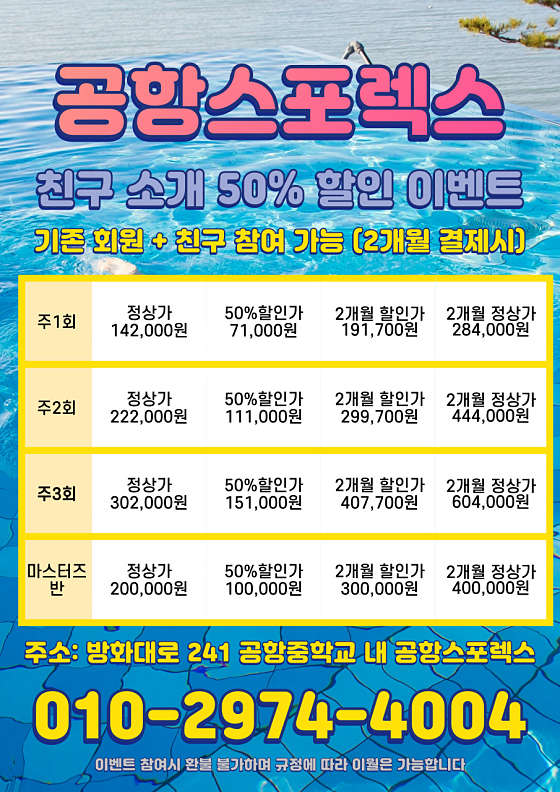 공항스포렉스
친구 소개 50% 할인 이벤트
기존 회원 + 친구 참여 가능 (2개월 결제시)
주1회 정상가 50%할인가 2개월 할인가 2개월 정상가
142,000원 71,000원 191,700원 284,000원
주2회 정상가 50%할인가 2개월 할인가 2개월 정상가
222,000원 111,000원 299,700원 444,000원
주3회 정상가 50%할인가 2개월 할인가 2개월 정상가
302,000원 151,000원 407,700원 604,000원
마스터즈 정상가 50%할인가 2개월 할인가 2개월 정상가
반 200,000원 100,000원 300,000원 400,000원
주소: 방화대로 241 공항중학교 내 공항스포렉스
010-2974-4004
이벤트 참여시 환불 불가하며 규정에 따라 이월은 가능합니다